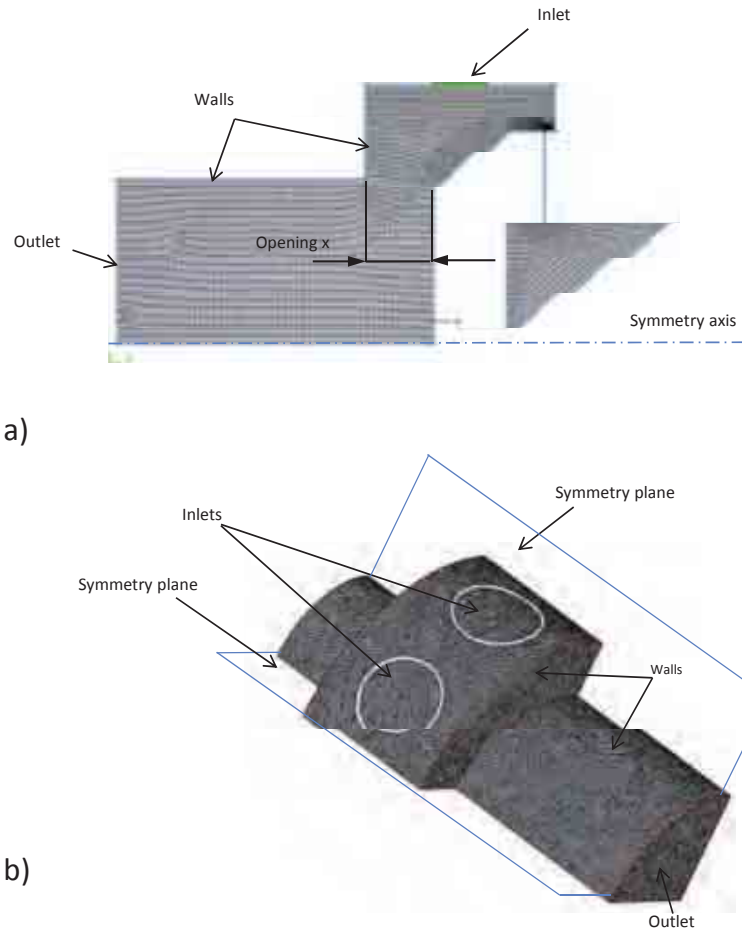 Inlet
Walls
Outlet
Opening x
Symmetry axis
a)
Symmetry plane
Inlets
Symmetry plane
Walls
b)
Outlet